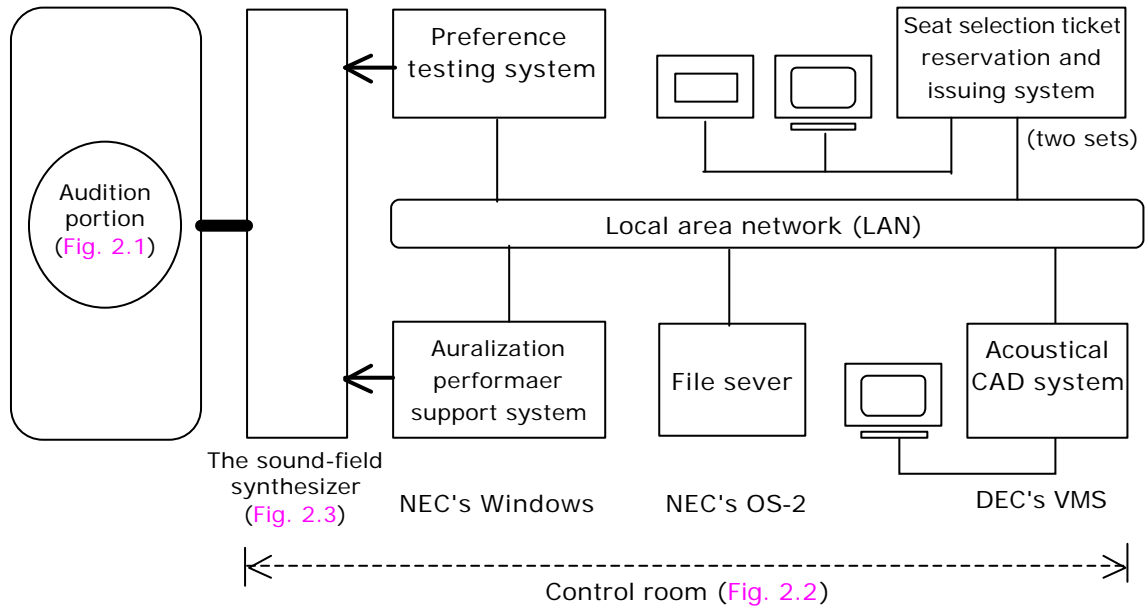 Preference
testing system
Seat selection ticket
reservation and
issuing system
(two sets)
Audition
portion
(Fig. 2.1)
Local area network (LAN)
Auralization
performaer
support system
File sever
Acoustical
CAD system
The sound-field
synthesizer
(Fig. 2.3)
NEC's Windows
NEC's OS-2
DEC's VMS
Control room (Fig. 2.2)